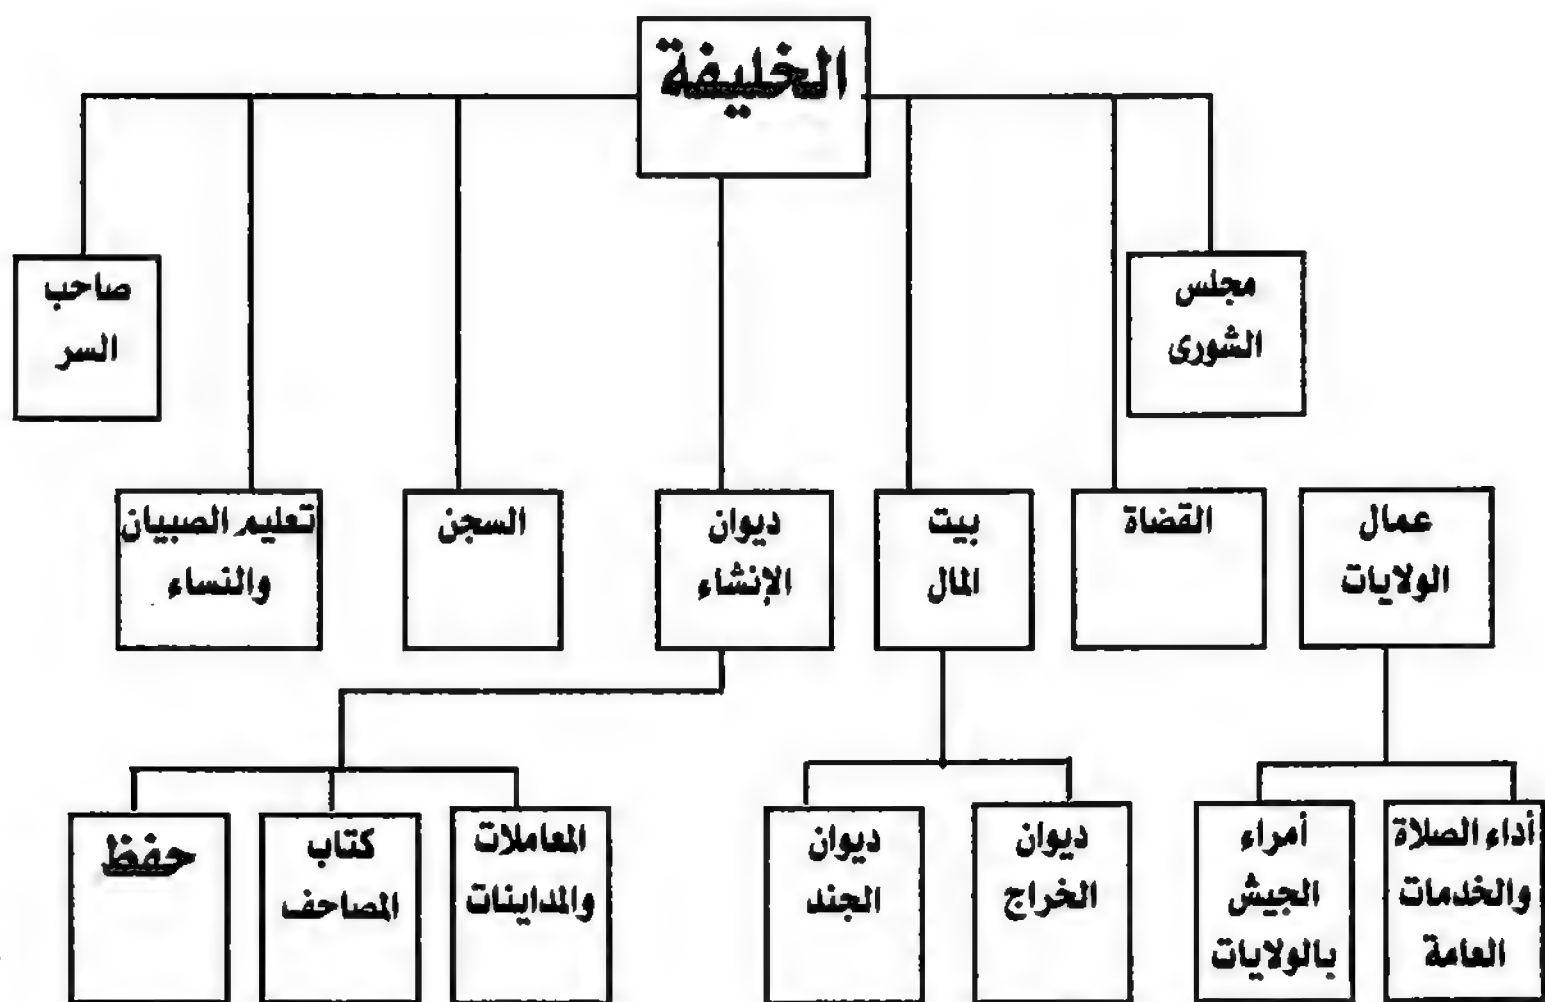 الخليفة
مجلس
الشورى
صاحب
السر
عمال
الولايات
القضاة
بيت
المال
ديوان
الإنشاء
السجن
تعليم الصبيان
والنساء
أداء الصلاة
والخدمات
العامة
أمراء
الجيش
بالولايات
ديوان
الخراج
ديوان
الجند
المعاملات
والمداينات
كتاب
المصاحف
حفظ